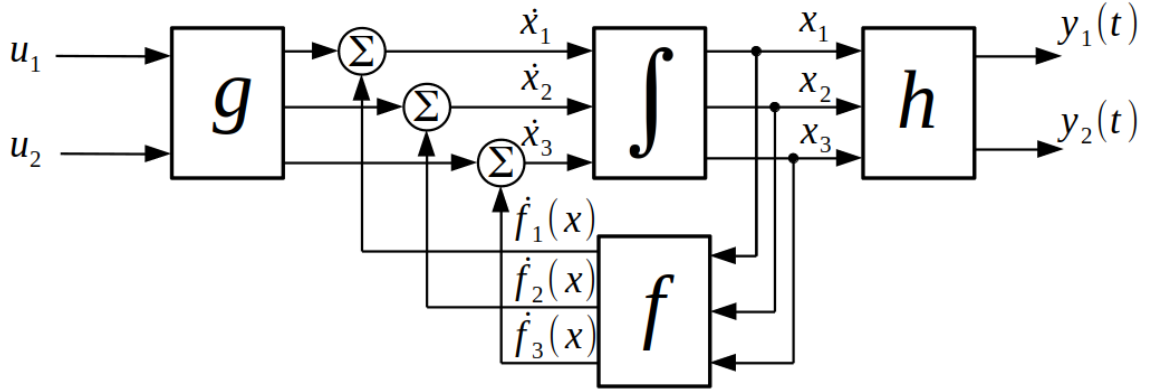 u₁
u₂
g
Σ
Σ
Σ
ẋ₁
ẋ₂
ẋ₃
∫
x₁
x₂
x₃
h
y₁(t)
y₂(t)
ḟ₁(x)
ḟ₂(x)
ḟ₃(x)
f